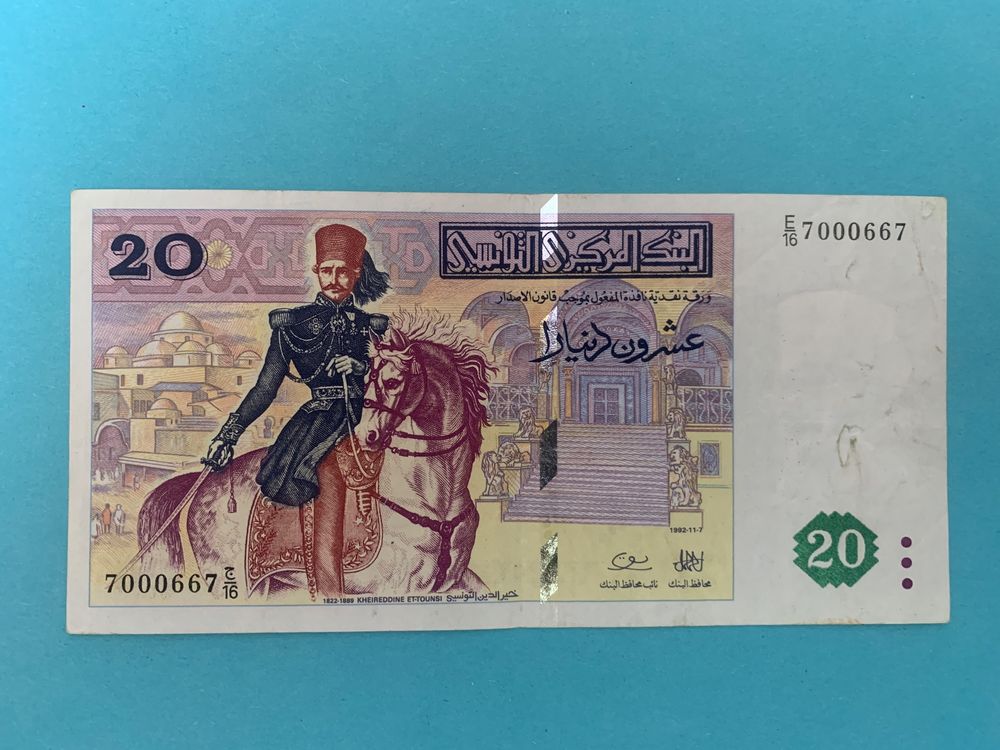 20
البنك المركزي التونسي
E/16 7000667
ورقة نقدية نافذة المفعول بموجب قانون الاصدار
عشرون دينارا
1992-11-7
محافظ البنك
نائب محافظ البنك
20
7000667 ج/16
1822-1889 KHEIREDDINE ET-TOUNSI خير الدين التونسي